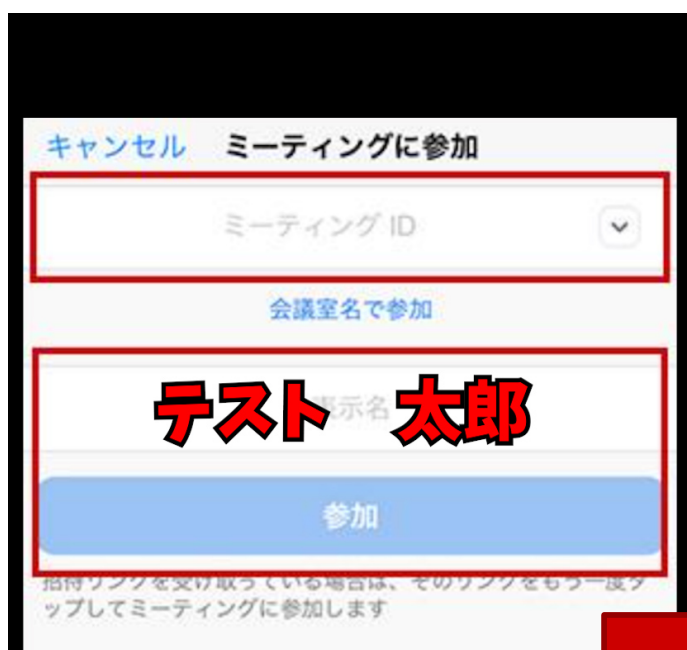 キャンセル ミーティングに参加
ミーティング ID
会議室名で参加
テスト 太郎
表示名
参加
招待リンクを受け取っている場合は、そのリンクをもう一度タ
ップしてミーティングに参加します